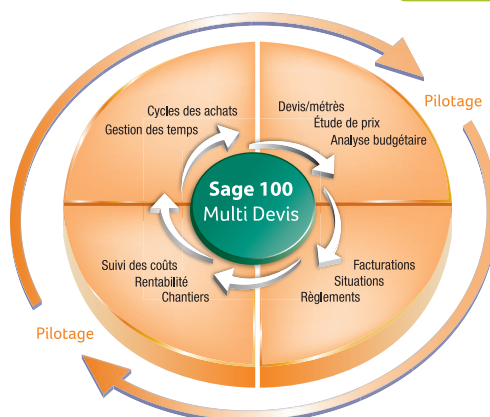 Cycles des achats
Gestion des temps
Devis/métrès
Étude de prix
Analyse budgétaire
Pilotage
Sage 100
Multi Devis
Suivi des coûts
Rentabilité
Chantiers
Facturations
Situations
Règlements
Pilotage